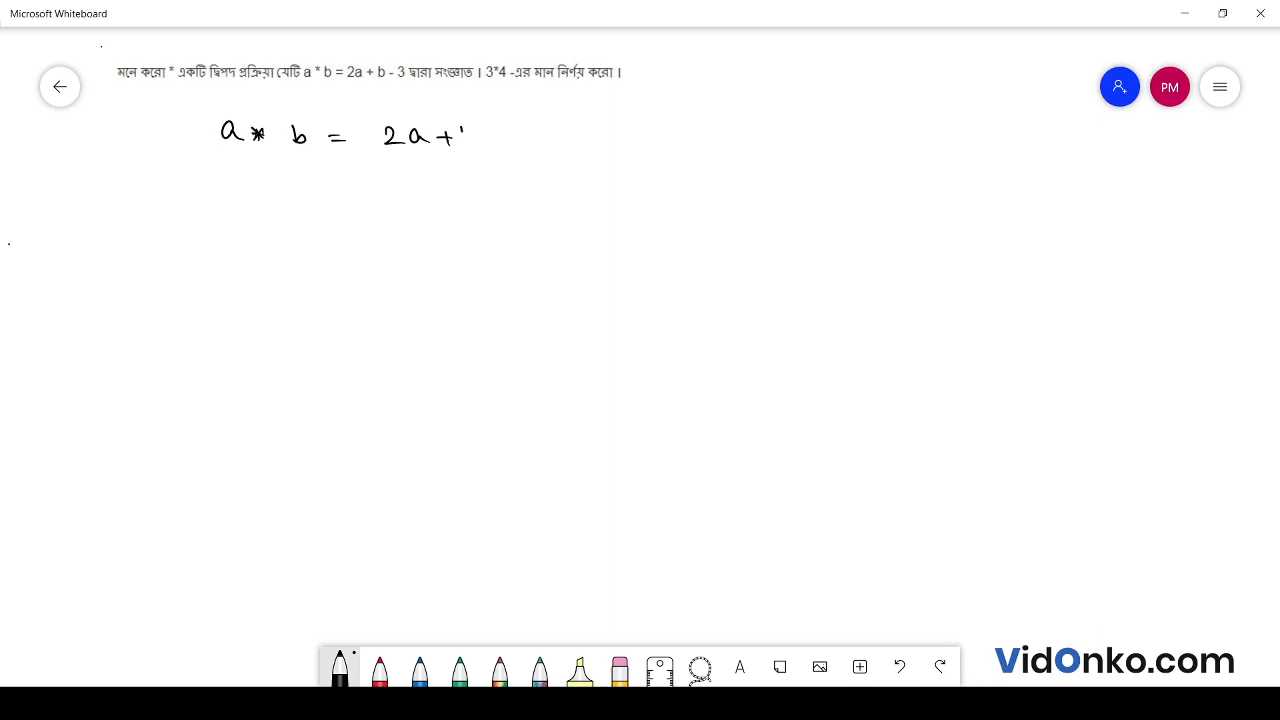 Microsoft Whiteboard
মনে করো * একটি দ্বিপদ প্রক্রিয়া যেটি a * b = 2a + b - 3 দ্বারা সংজ্ঞাত । 3*4 -এর মান নির্ণয় করো ।
PM
a * b = 2a +
VidOnko.com